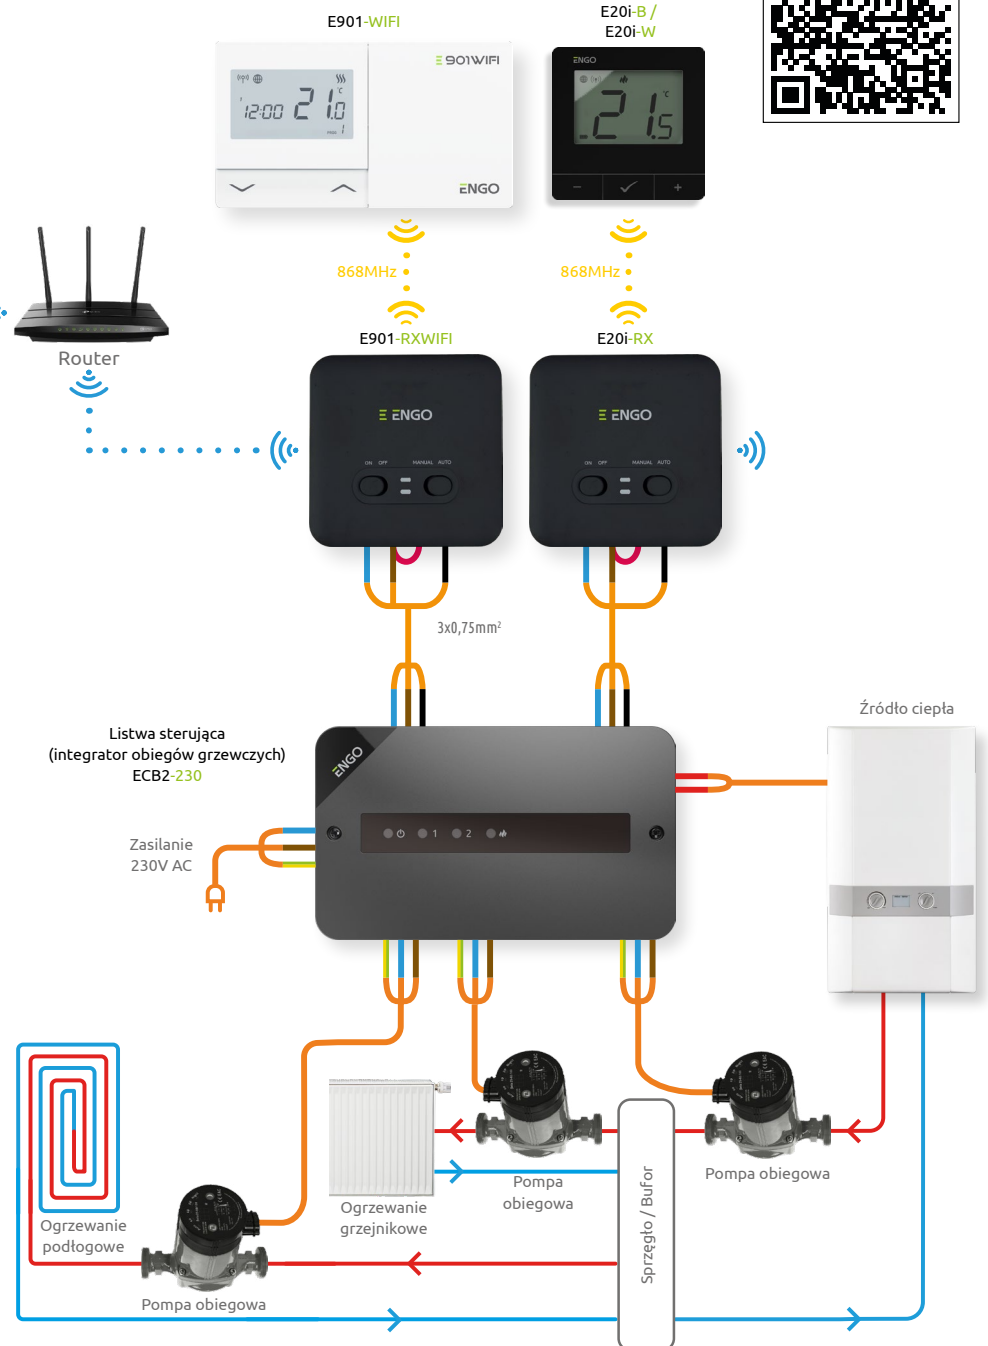 E901-WIFI
E20i-B /
E20i-W
901WIFI
12:00 21.0
°C
ENGO
ENGO
°C
21.5
868MHz
868MHz
Router
E901-RXWIFI
E20i-RX
ENGO
ON OFF MANUAL AUTO
ENGO
ON OFF MANUAL AUTO
3x0,75mm²
Listwa sterująca
(integrator obiegów grzewczych)
ECB2-230
ENGO
1 2
Zasilanie
230V AC
Źródło ciepła
Ogrzewanie
podłogowe
Pompa obiegowa
Ogrzewanie
grzejnikowe
Pompa
obiegowa
Sprzęgło / Bufor
Pompa obiegowa